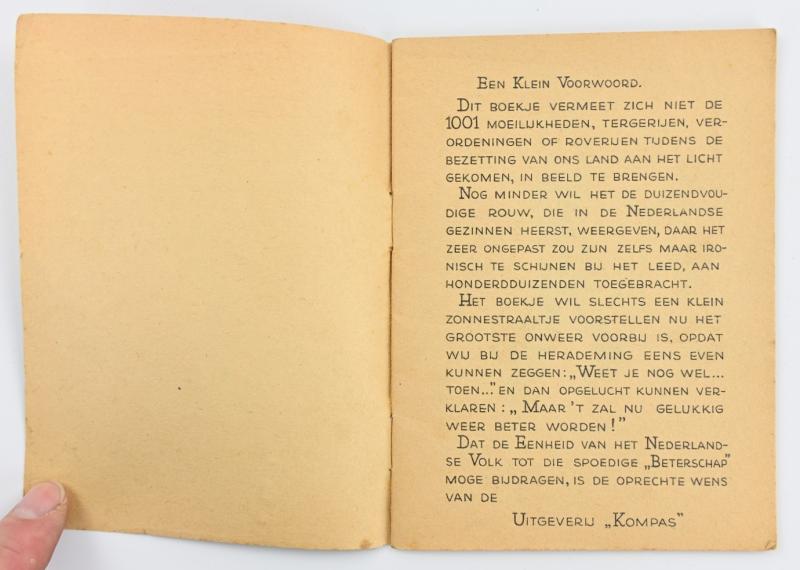 Een Klein Voorwoord.
Dit boekje vermeet zich niet de
1001 moeilijkheden, tergerijen, ver-
ordeningen of roverijen tijdens de
bezetting van ons land aan het licht
gekomen, in beeld te brengen.
Nog minder wil het de duizendvou-
dige rouw, die in de Nederlandse
gezinnen heerst, weergeven, daar het
zeer ongepast zou zijn zelfs maar iro-
nisch te schijnen bij het leed, aan
honderdduizenden toegebracht.
Het boekje wil slechts een klein
zonnestraaltje voorstellen nu het
grootste onweer voorbij is, opdat
wij bij de herademing eens even
kunnen zeggen: „Weet je nog wel...
toen...” en dan opgelucht kunnen ver-
klaren: „Maar 't zal nu gelukkig
weer beter worden!”
Dat de Eenheid van het Nederland-
se Volk tot die spoedige „Beterschap”
moge bijdragen, is de oprechte wens
van de
Uitgeverij „Kompas”